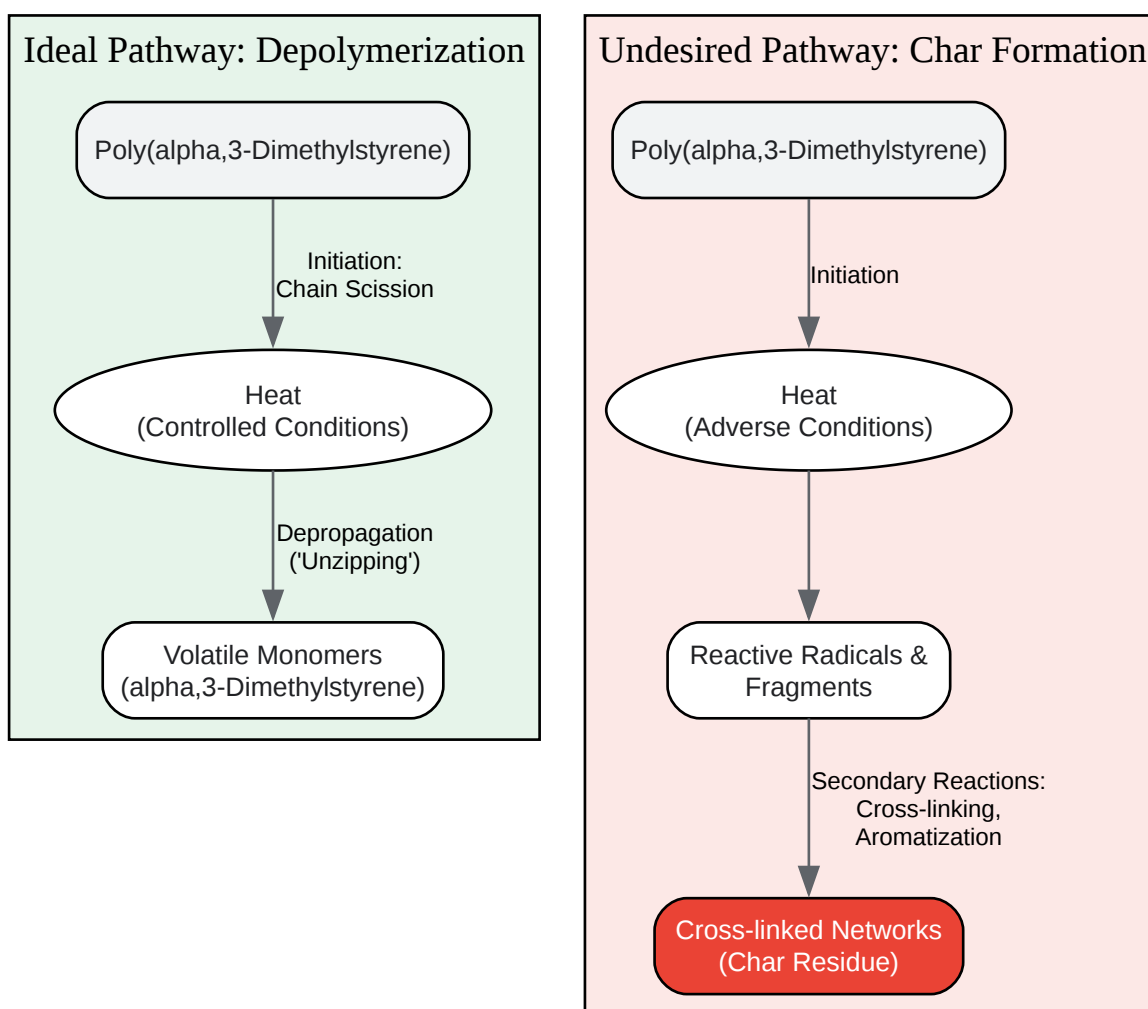 Ideal Pathway: Depolymerization
Poly(alpha,3-Dimethylstyrene)
Initiation:
Chain Scission
Heat
(Controlled Conditions)
Depropagation
('Unzipping')
Volatile Monomers
(alpha,3-Dimethylstyrene)
Undesired Pathway: Char Formation
Poly(alpha,3-Dimethylstyrene)
Initiation
Heat
(Adverse Conditions)
Reactive Radicals &
Fragments
Secondary Reactions:
Cross-linking,
Aromatization
Cross-linked Networks
(Char Residue)